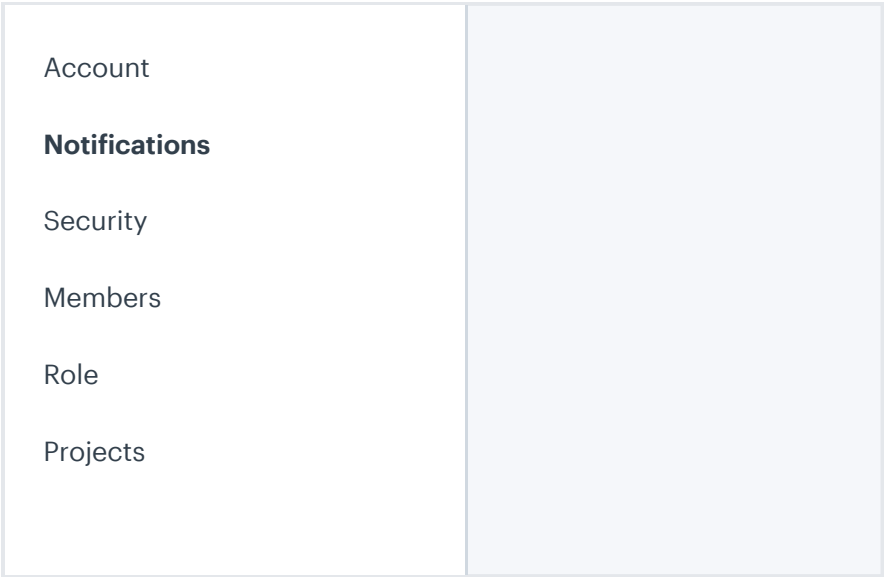 Account
Notifications
Security
Members
Role
Projects